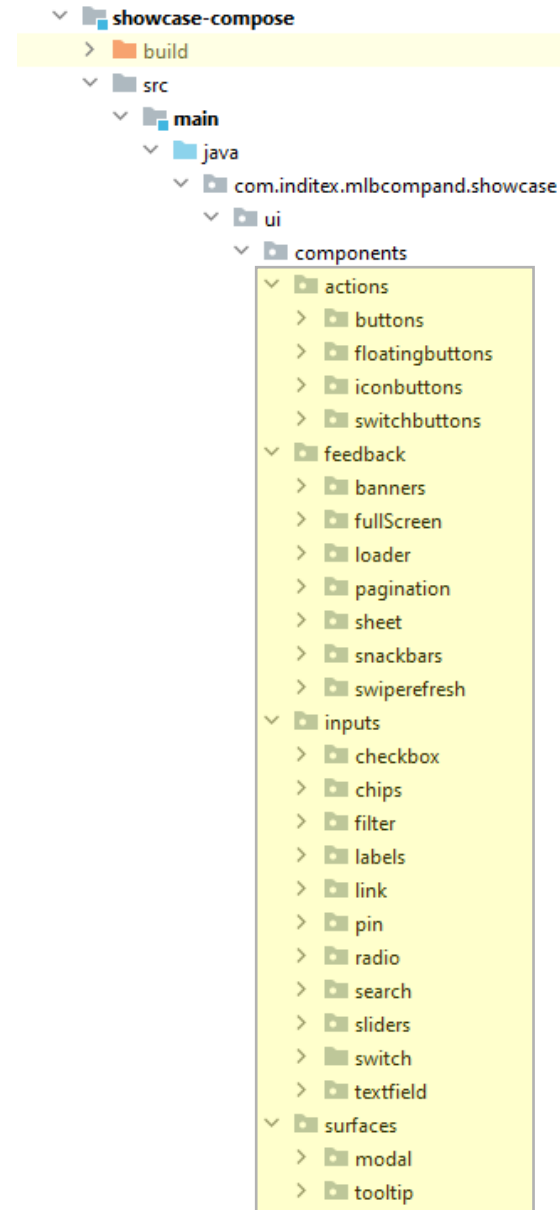 showcase-compose
build
src
main
java
com.inditex.mlbcompand.showcase
ui
components
actions
buttons
floatingbuttons
iconbuttons
switchbuttons
feedback
banners
fullScreen
loader
pagination
sheet
snackbars
swiperefresh
inputs
checkbox
chips
filter
labels
link
pin
radio
search
sliders
switch
textfield
surfaces
modal
tooltip